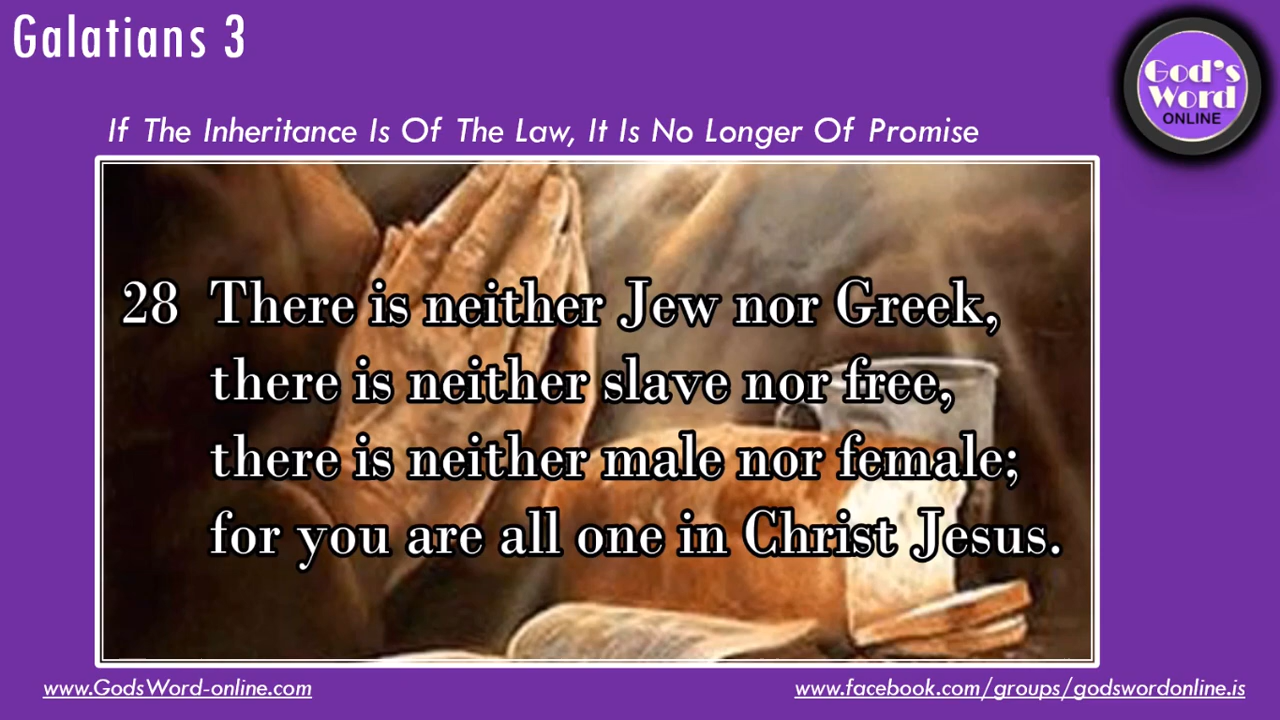 Galatians 3
God's
Word
ONLINE
If The Inheritance Is Of The Law, It Is No Longer Of Promise
28 There is neither Jew nor Greek,
there is neither slave nor free,
there is neither male nor female;
for you are all one in Christ Jesus.
www.GodsWord-online.com
www.facebook.com/groups/godswordonline.is